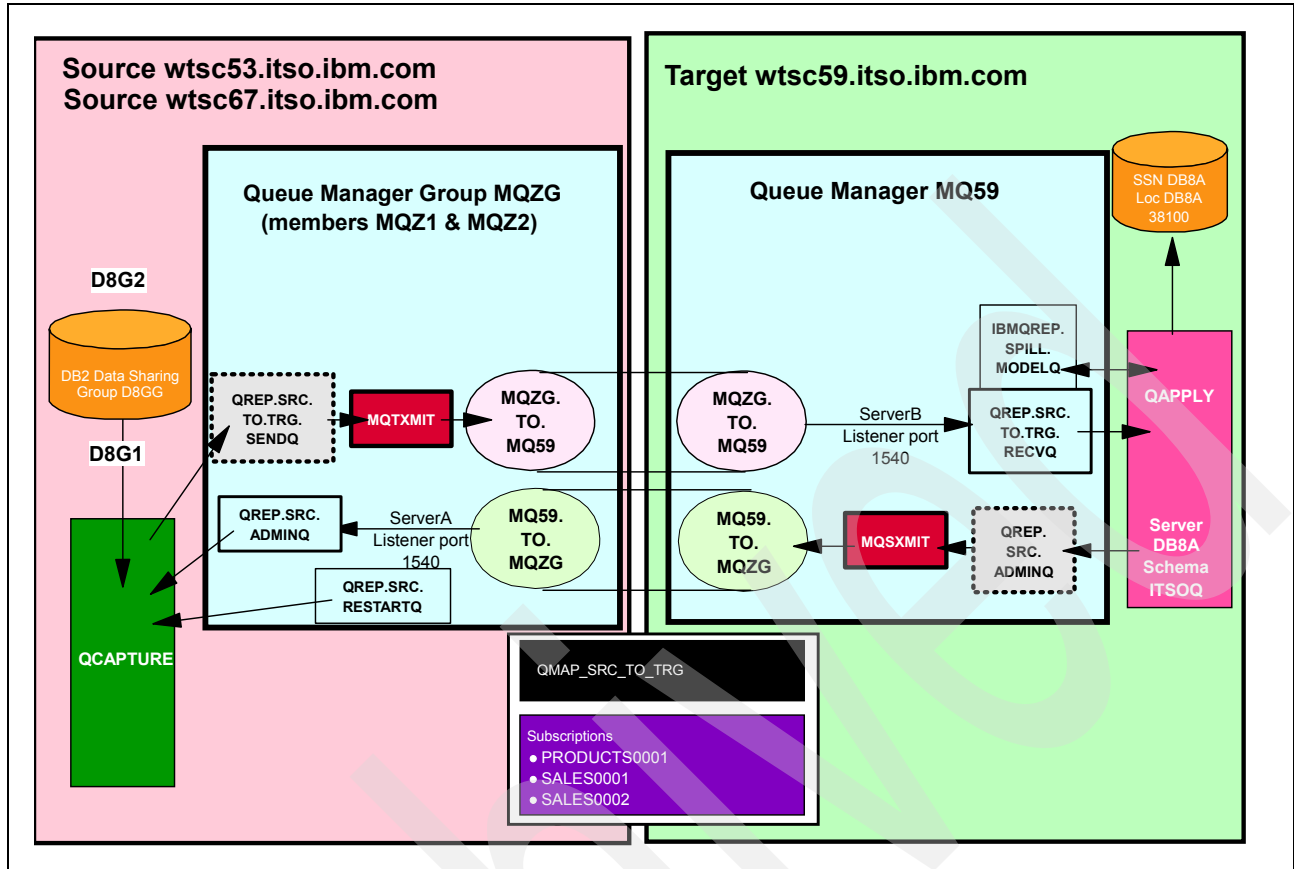 Source wtsc53.itso.ibm.com
Source wtsc67.itso.ibm.com
Queue Manager Group MQZG
(members MQZ1 & MQZ2)
D8G2
DB2 Data Sharing
Group D8GG
D8G1
QCAPTURE
QREP.SRC.
TO.TRG.
SENDQ
MQTXMIT
MQZG.
TO.
MQ59
QREP.SRC.
ADMINQ
ServerA
Listener port
1540
MQ59.
TO.
MQZG
QREP.SRC.
RESTARTQ
Target wtsc59.itso.ibm.com
Queue Manager MQ59
SSN DB8A
Loc DB8A
38100
MQZG.
TO.
MQ59
ServerB
Listener port
1540
IBMQREP.
SPILL.
MODELQ
QREP.SRC.
TO.TRG.
RECVQ
QAPPLY
MQ59.
TO.
MQZG
MQSXMIT
QREP.
SRC.
ADMINQ
Server
DB8A
Schema
ITSOQ
QMAP_SRC_TO_TRG
Subscriptions
● PRODUCTS0001
● SALES0001
● SALES0002